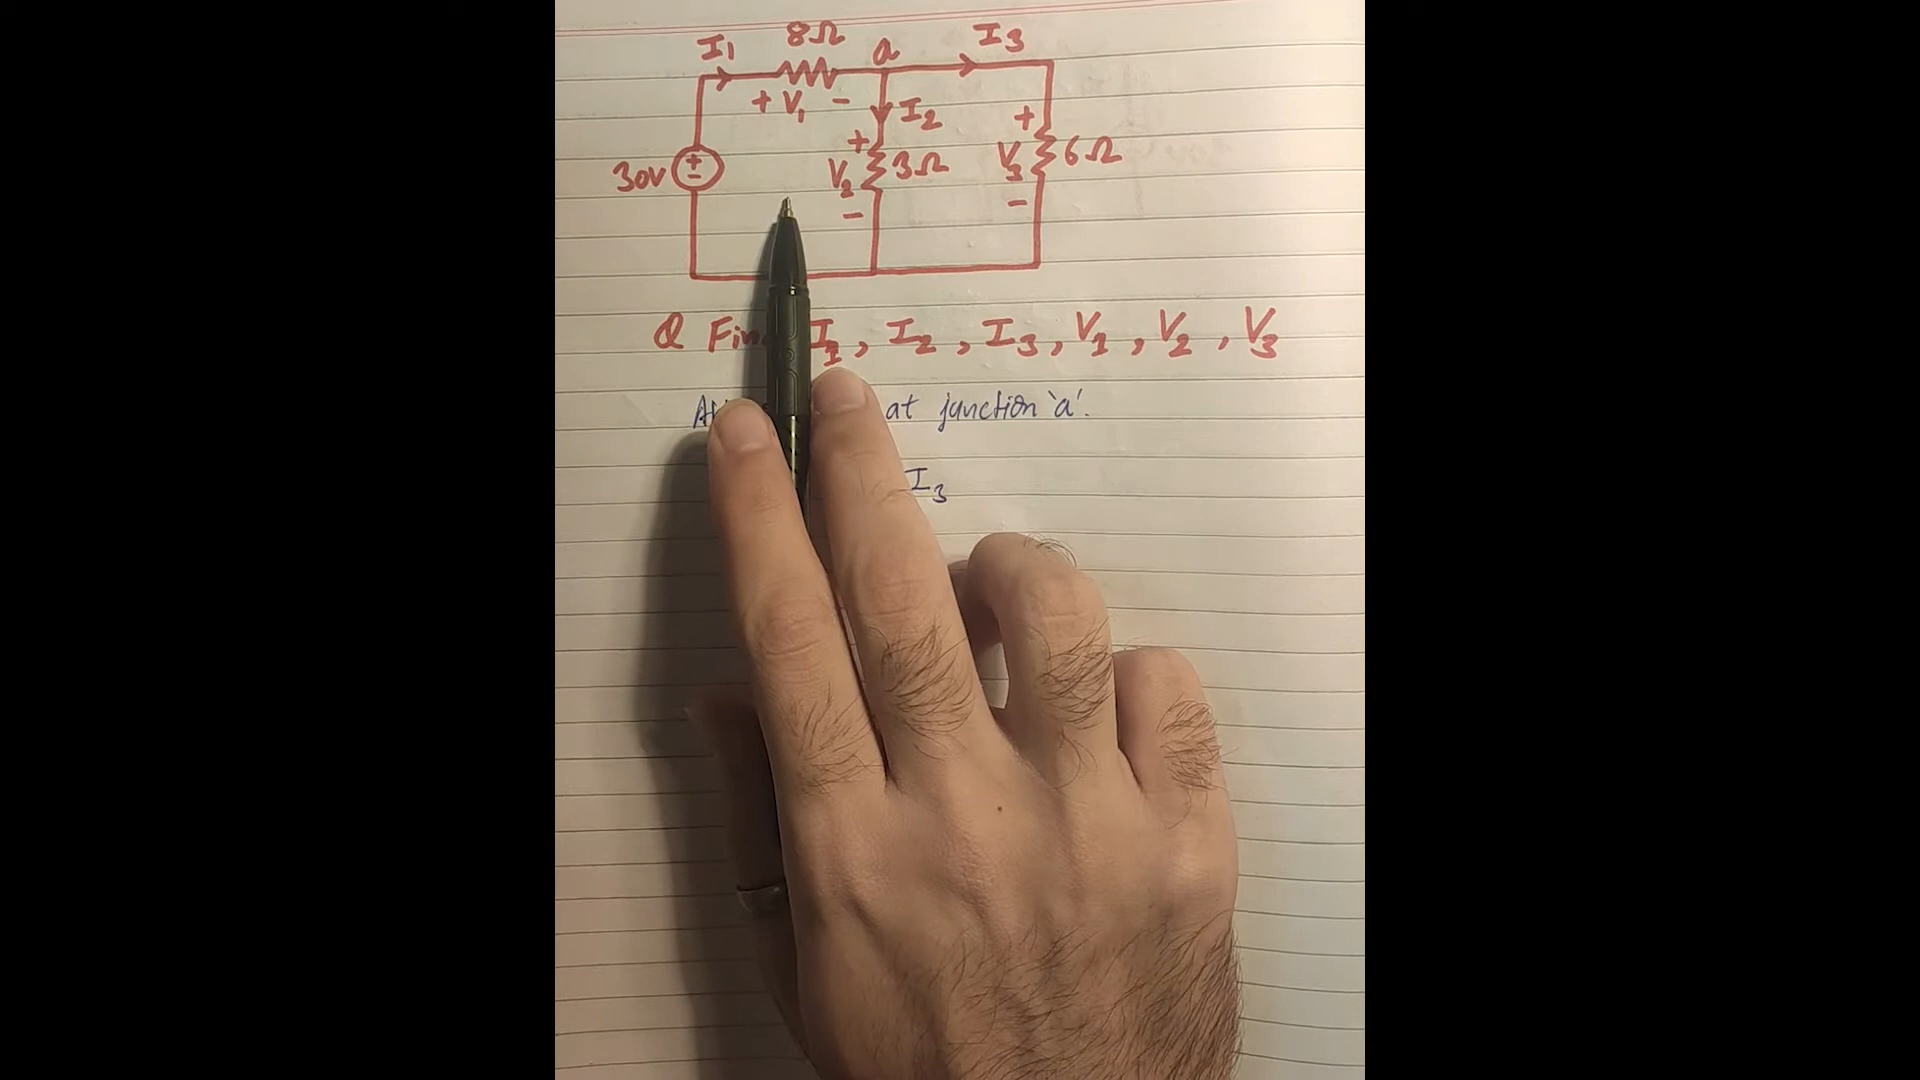 I1 8Ω a I3
+ V1 - I2
30V + - + V2 - 3Ω + V3 - 6Ω
Q I1, I2, I3, V1, V2, V3
at junction 'a'.
I3